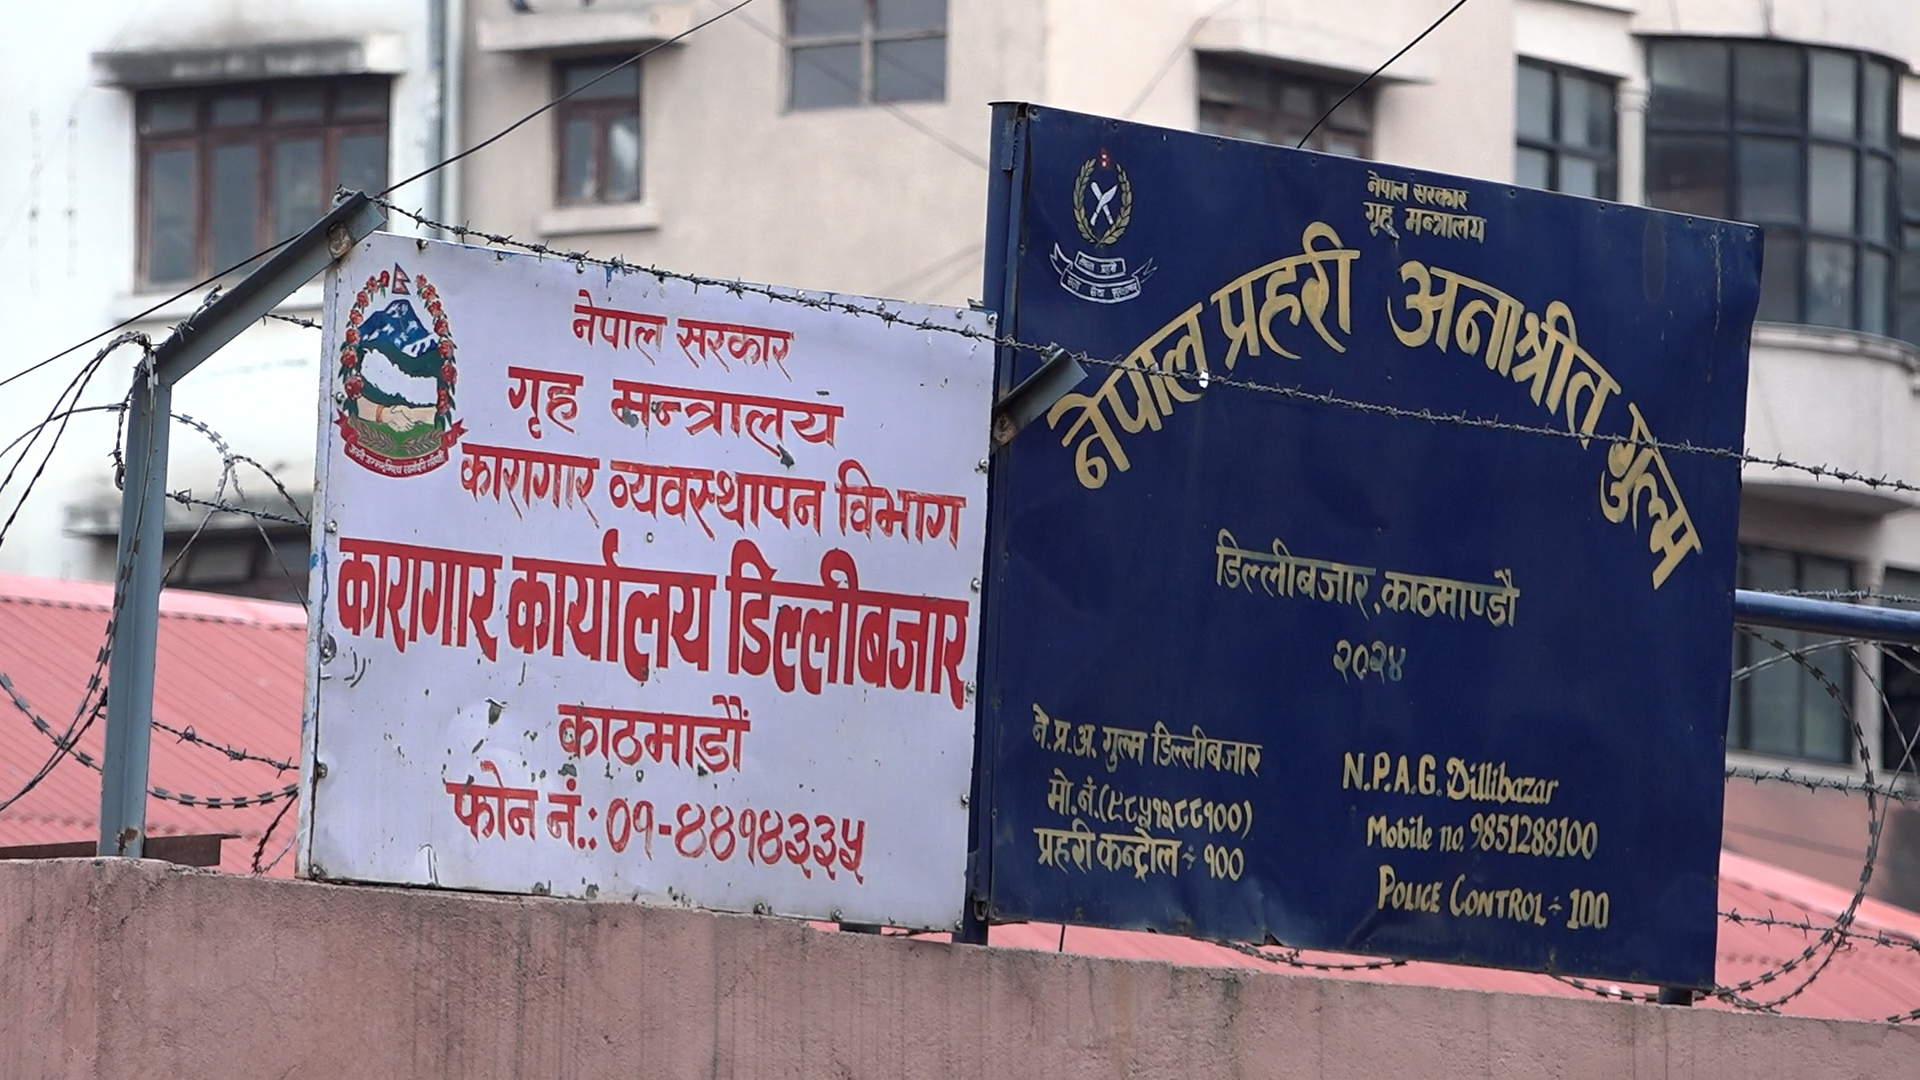 नेपाल सरकार
गृह मन्त्रालय
कारागार व्यवस्थापन विभाग
कारागार कार्यालय डिल्लीबजार
काठमाडौं
फोन नं.: ०१-४४१४३३५
नेपाल सरकार
गृह मन्त्रालय
नेपाल प्रहरी अनाश्रीत गुल्म
डिल्लीबजार, काठमाण्डौ
२०२४
ने.प्र.अ. गुल्म डिल्लीबजार
मो.नं.(९८५१२८८१००)
प्रहरी कन्ट्रोल ÷ १००
N.P.A.G. Dillibazar
Mobile no. 9851288100
POLICE CONTROL ÷ 100